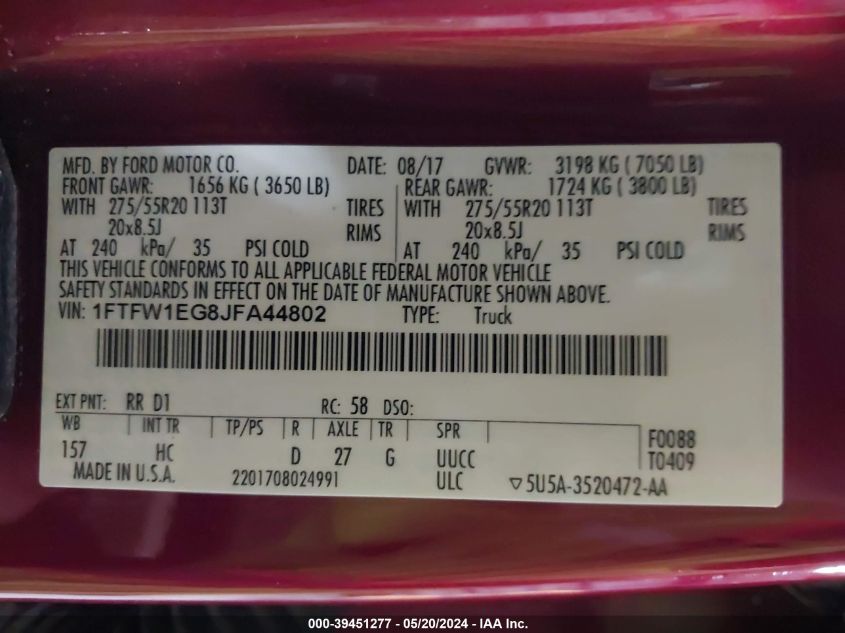 MFD. BY FORD MOTOR CO. DATE: 08/17 GVWR: 3198 KG ( 7050 LB)
FRONT GAWR: 1656 KG ( 3650 LB) REAR GAWR: 1724 KG ( 3800 LB)
WITH 275/55R20 113T TIRES WITH 275/55R20 113T TIRES
20x8.5J RIMS 20x8.5J RIMS
AT 240 kPa/ 35 PSI COLD AT 240 kPa/ 35 PSI COLD
THIS VEHICLE CONFORMS TO ALL APPLICABLE FEDERAL MOTOR VEHICLE
SAFETY STANDARDS IN EFFECT ON THE DATE OF MANUFACTURE SHOWN ABOVE.
VIN: 1FTFW1EG8JFA44802 TYPE: Truck
EXT PNT: RR D1 RC: 58 DSO:
WB INT TR TP/PS R AXLE TR SPR F0088
157 HC D 27 G UUCC T0409
MADE IN U.S.A. 2201708024991 ULC ▽5U5A-3520472-AA
000-39451277 - 05/20/2024 - IAA Inc.